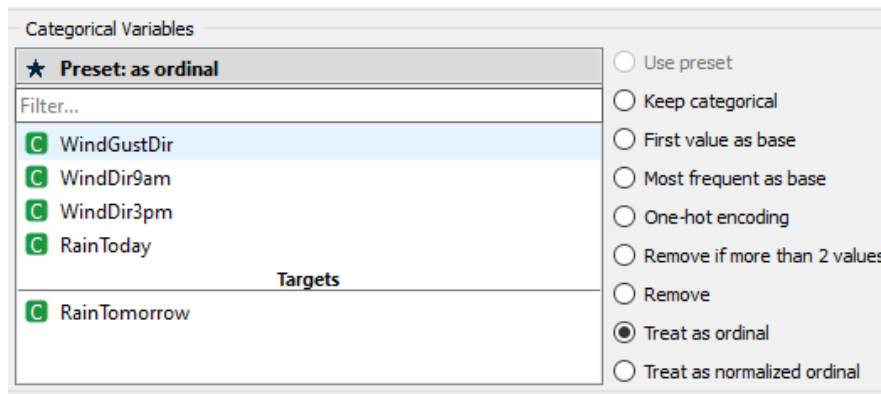 Categorical Variables
Preset: as ordinal
Filter...
C WindGustDir
C WindDir9am
C WindDir3pm
C RainToday
Targets
C RainTomorrow
Use preset
Keep categorical
First value as base
Most frequent as base
One-hot encoding
Remove if more than 2 values
Remove
Treat as ordinal
Treat as normalized ordinal